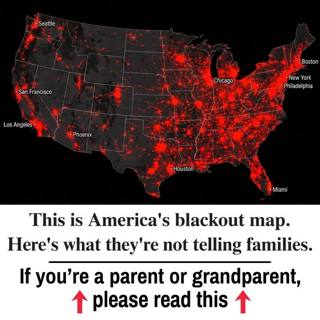 Seattle
Boston
Chicago
New York
Philadelphia
San Francisco
Los Angeles
Phoenix
Houston
Miami
This is America's blackout map.
Here's what they're not telling families.
If you're a parent or grandparent,
please read this